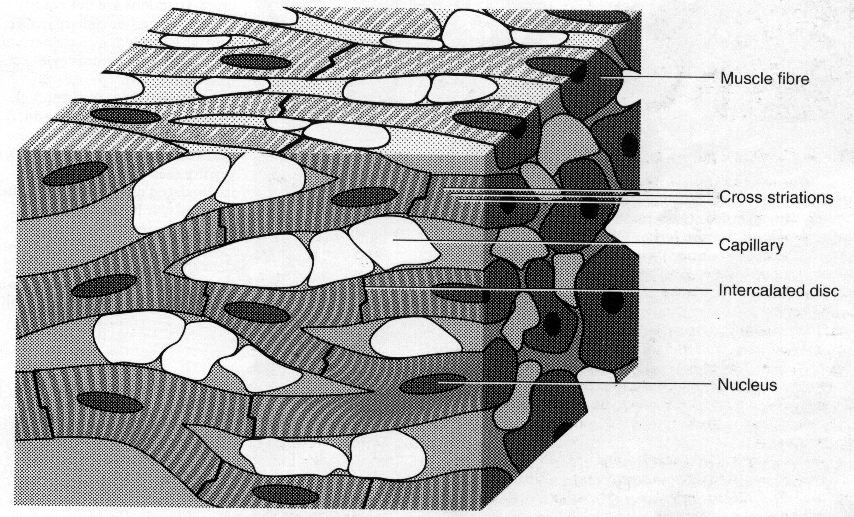 Muscle fibre
Cross striations
Capillary
Intercalated disc
Nucleus